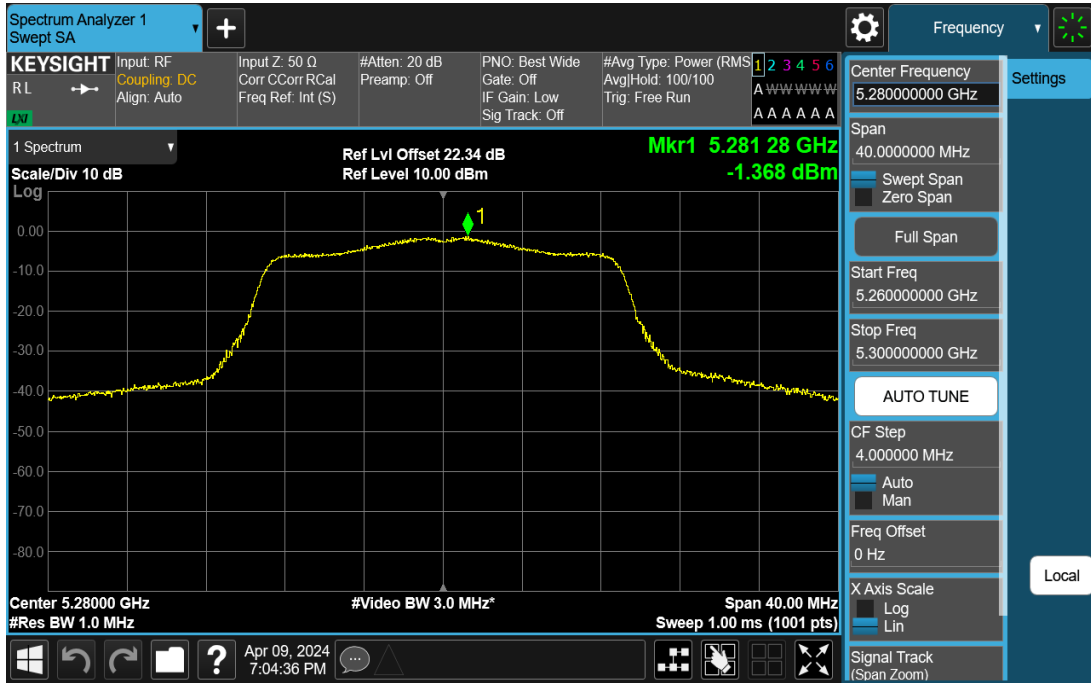 Spectrum Analyzer 1
Swept SA
+
Frequency
KEYSIGHT
RL
LXI
Input: RF
Coupling: DC
Align: Auto
Input Z: 50 Ω
Corr CCorr RCal
Freq Ref: Int (S)
#Atten: 20 dB
Preamp: Off
PNO: Best Wide
Gate: Off
IF Gain: Low
Sig Track: Off
#Avg Type: Power (RMS
Avg|Hold: 100/100
Trig: Free Run
1 2 3 4 5 6
A W W W W W
A A A A A A
1 Spectrum
Scale/Div 10 dB
Log
Ref Lvl Offset 22.34 dB
Ref Level 10.00 dBm
Mkr1 5.281 28 GHz
-1.368 dBm
1
0.00
-10.0
-20.0
-30.0
-40.0
-50.0
-60.0
-70.0
-80.0
Center 5.28000 GHz
#Res BW 1.0 MHz
#Video BW 3.0 MHz*
Span 40.00 MHz
Sweep 1.00 ms (1001 pts)
Apr 09, 2024
7:04:36 PM
?
Center Frequency
5.280000000 GHz
Span
40.0000000 MHz
Swept Span
Zero Span
Full Span
Start Freq
5.260000000 GHz
Stop Freq
5.300000000 GHz
AUTO TUNE
CF Step
4.000000 MHz
Auto
Man
Freq Offset
0 Hz
X Axis Scale
Log
Lin
Signal Track
(Span Zoom)
Settings
Local